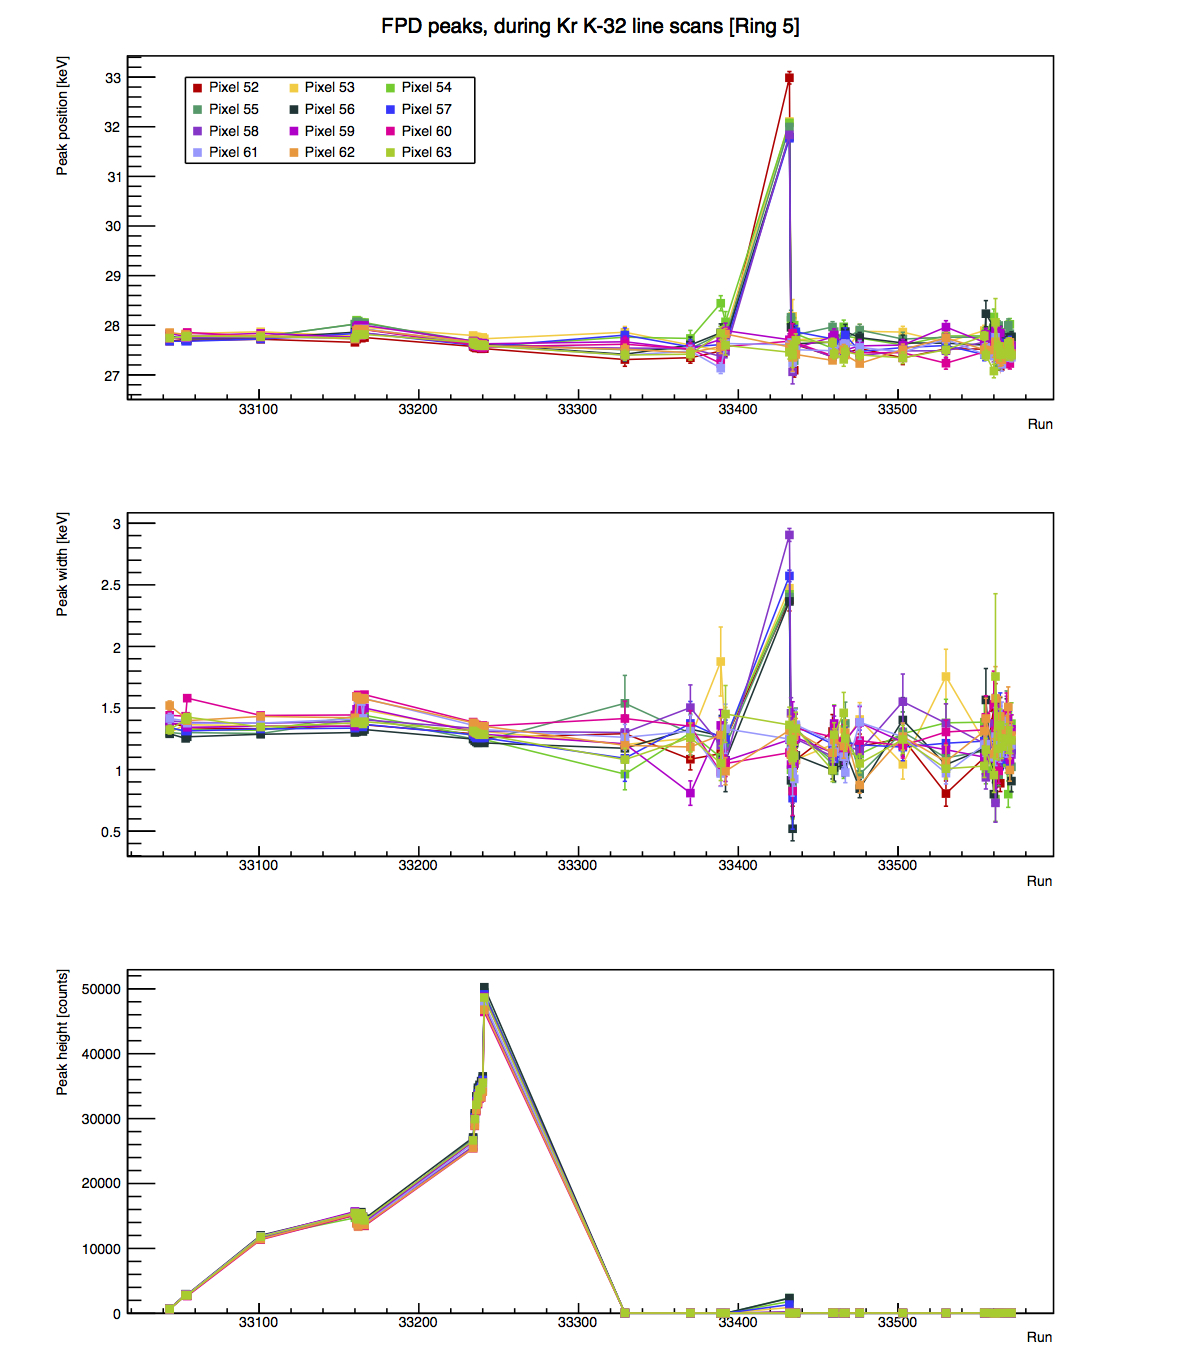 FPD peaks, during Kr K-32 line scans [Ring 5]
Peak position [keV]
33
32
31
30
29
28
27
Pixel 52 Pixel 53 Pixel 54
Pixel 55 Pixel 56 Pixel 57
Pixel 58 Pixel 59 Pixel 60
Pixel 61 Pixel 62 Pixel 63
33100 33200 33300 33400 33500
Run
Peak width [keV]
3
2.5
2
1.5
1
0.5
33100 33200 33300 33400 33500
Run
Peak height [counts]
50000
40000
30000
20000
10000
0
33100 33200 33300 33400 33500
Run